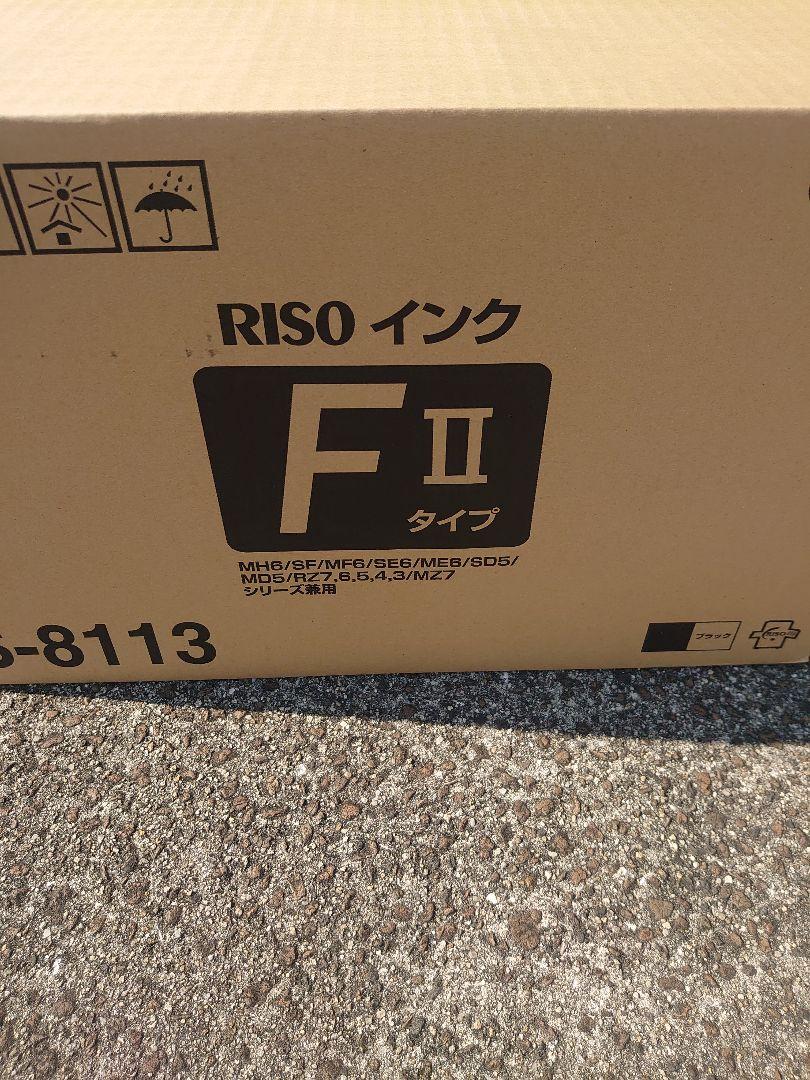 RISO インク
F II
タイプ
MH6/SF/MF6/SE6/ME6/SD5/
MD5/RZ7,6,5,4,3/MZ7
シリーズ兼用
-8113
ブラック
RISO